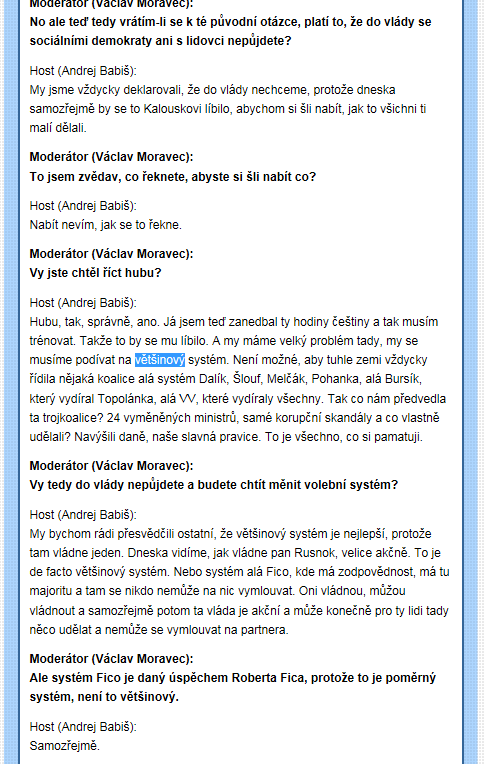 Moderátor (Václav Moravec):
No ale teď tedy vrátím-li se k té původní otázce, platí to, že do vlády se
sociálními demokraty ani s lidovci nepůjdete?
Host (Andrej Babiš):
My jsme vždycky deklarovali, že do vlády nechceme, protože dneska
samozřejmě by se to Kalouskovi líbilo, abychom si šli nabít, jak to všichni ti
malí dělali.
Moderátor (Václav Moravec):
To jsem zvědav, co řeknete, abyste si šli nabít co?
Host (Andrej Babiš):
Nabít nevím, jak se to řekne.
Moderátor (Václav Moravec):
Vy jste chtěl říct hubu?
Host (Andrej Babiš):
Hubu, tak, správně, ano. Já jsem teď zanedbal ty hodiny češtiny a tak musím
trénovat. Takže to by se mu líbilo. A my máme velký problém tady, my se
musíme podívat na většinový systém. Není možné, aby tuhle zemi vždycky
řídila nějaká koalice alá systém Dalík, Šlouf, Melčák, Pohanka, alá Bursík,
který vydíral Topolánka, alá VV, které vydíraly všechny. Tak co nám předvedla
ta trojkoalice? 24 vyměněných ministrů, samé korupční skandály a co vlastně
udělali? Navýšili daně, naše slavná pravice. To je všechno, co si pamatuji.
Moderátor (Václav Moravec):
Vy tedy do vlády nepůjdete a budete chtít měnit volební systém?
Host (Andrej Babiš):
My bychom rádi přesvědčili ostatní, že většinový systém je nejlepší, protože
tam vládne jeden. Dneska vidíme, jak vládne pan Rusnok, velice akčně. To je
de facto většinový systém. Nebo systém alá Fico, kde má zodpovědnost, má tu
majoritu a tam se nikdo nemůže na nic vymlouvat. Oni vládnou, můžou
vládnout a samozřejmě potom ta vláda je akční a může konečně pro ty lidi tady
něco udělat a nemůže se vymlouvat na partnera.
Moderátor (Václav Moravec):
Ale systém Fico je daný úspěchem Roberta Fica, protože to je poměrný
systém, není to většinový.
Host (Andrej Babiš):
Samozřejmě.